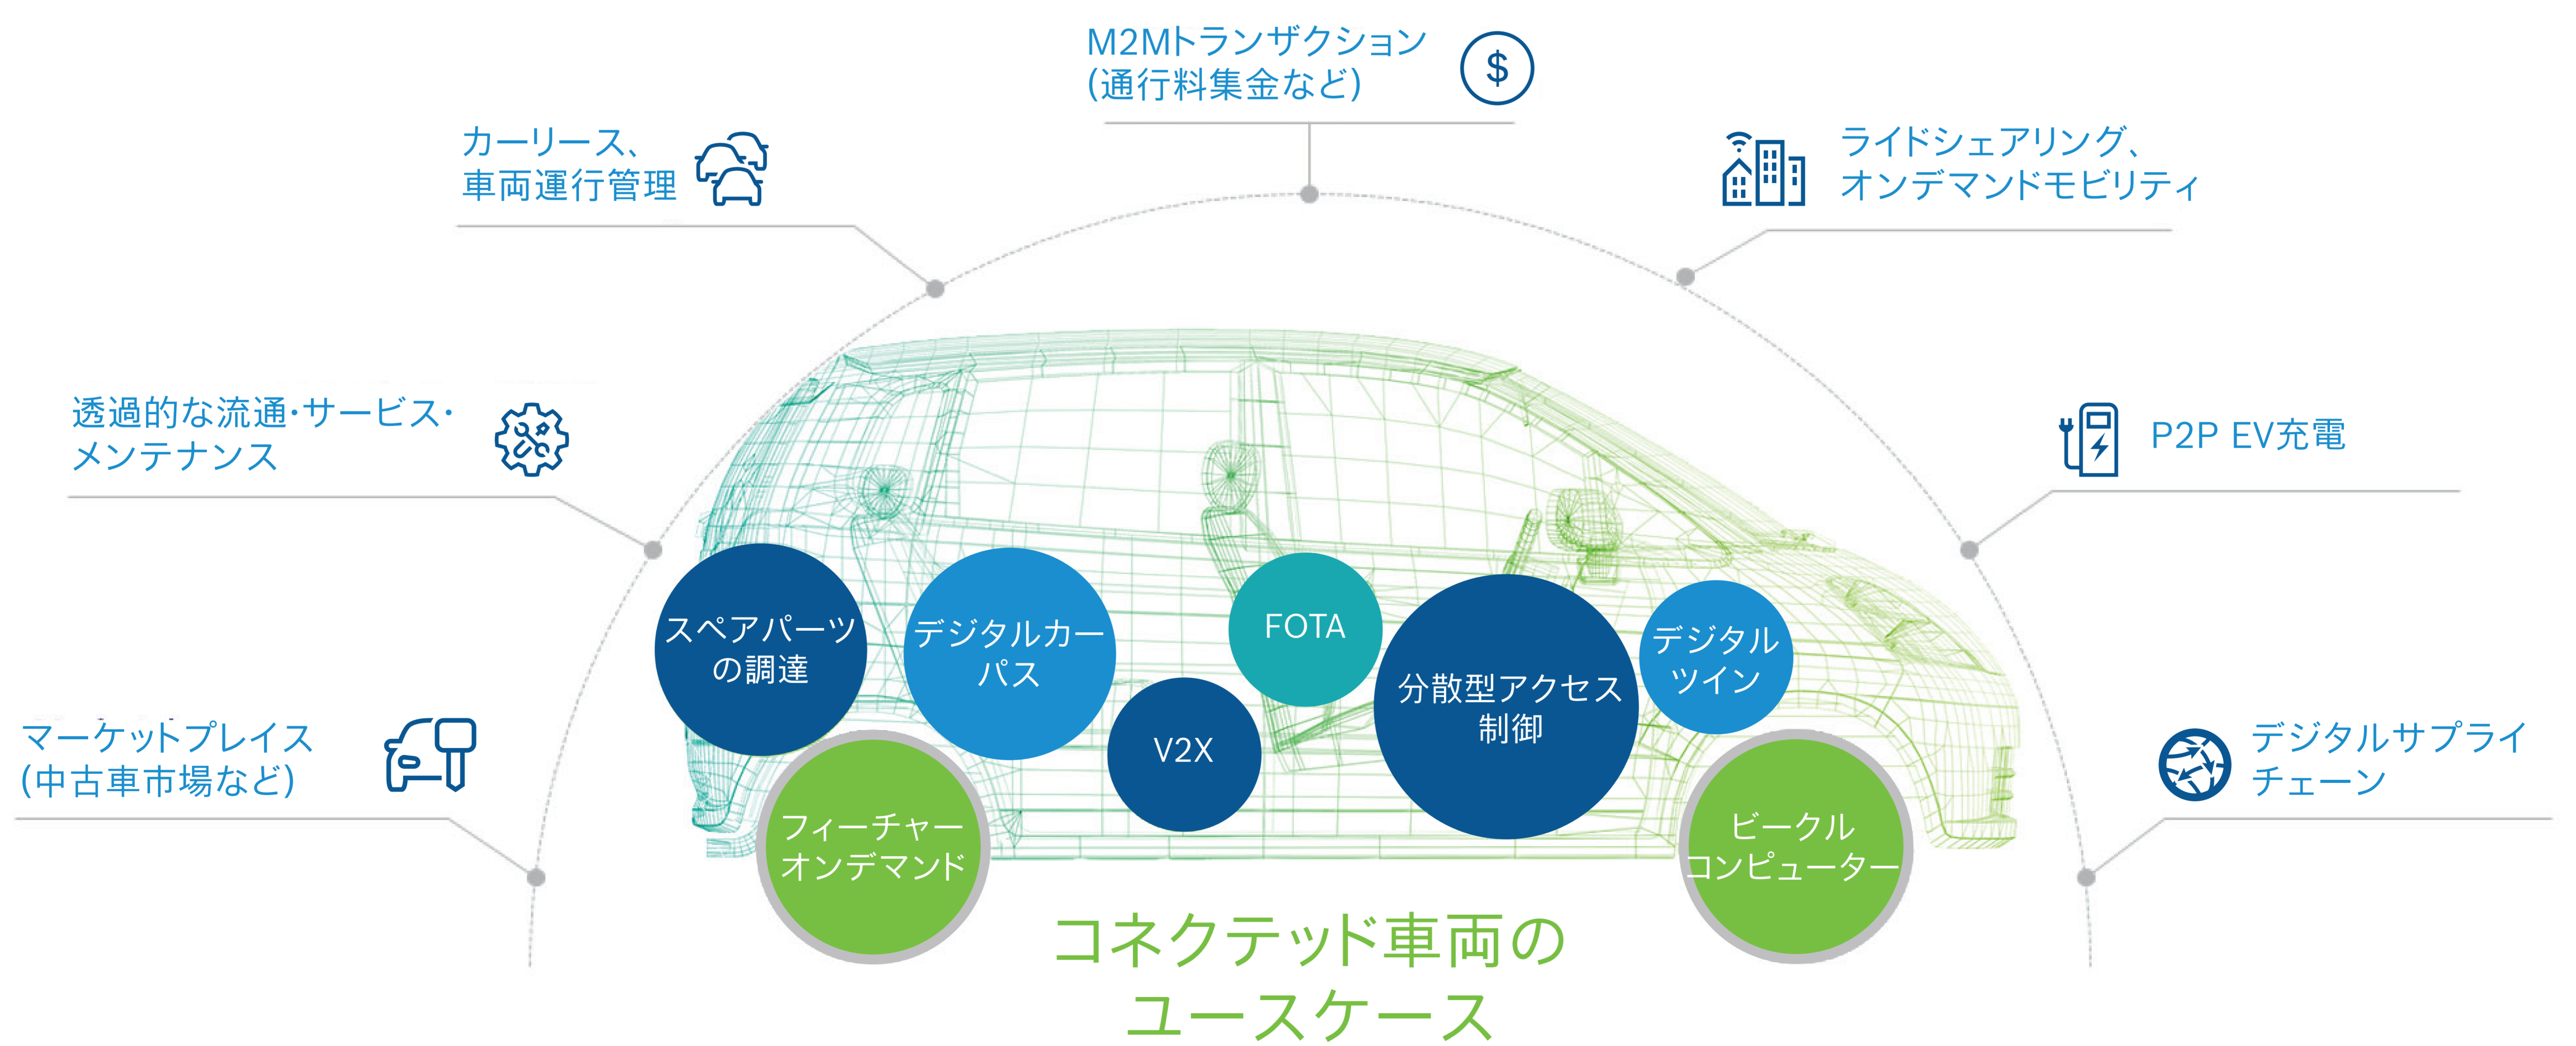 M2Mトランザクション
(通行料集金など)
$
カーリース、
車両運行管理
ライドシェアリング、
オンデマンドモビリティ
透過的な流通・サービス・
メンテナンス
P2P EV充電
マーケットプレイス
(中古車市場など)
デジタルサプライ
チェーン
スペアパーツ
の調達
デジタルカー
パス
FOTA
V2X
分散型アクセス
制御
デジタル
ツイン
フィーチャー
オンデマンド
ビークル
コンピューター
コネクテッド車両の
ユースケース